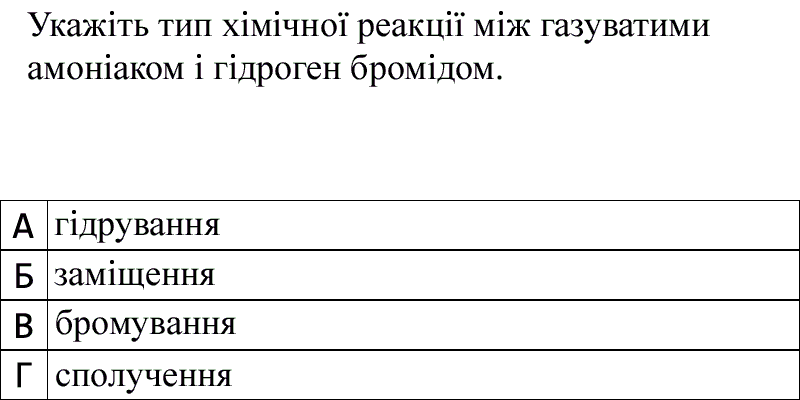 Укажіть тип хімічної реакції між газуватими
амоніаком і гідроген бромідом.
А гідрування
Б заміщення
В бромування
Г сполучення